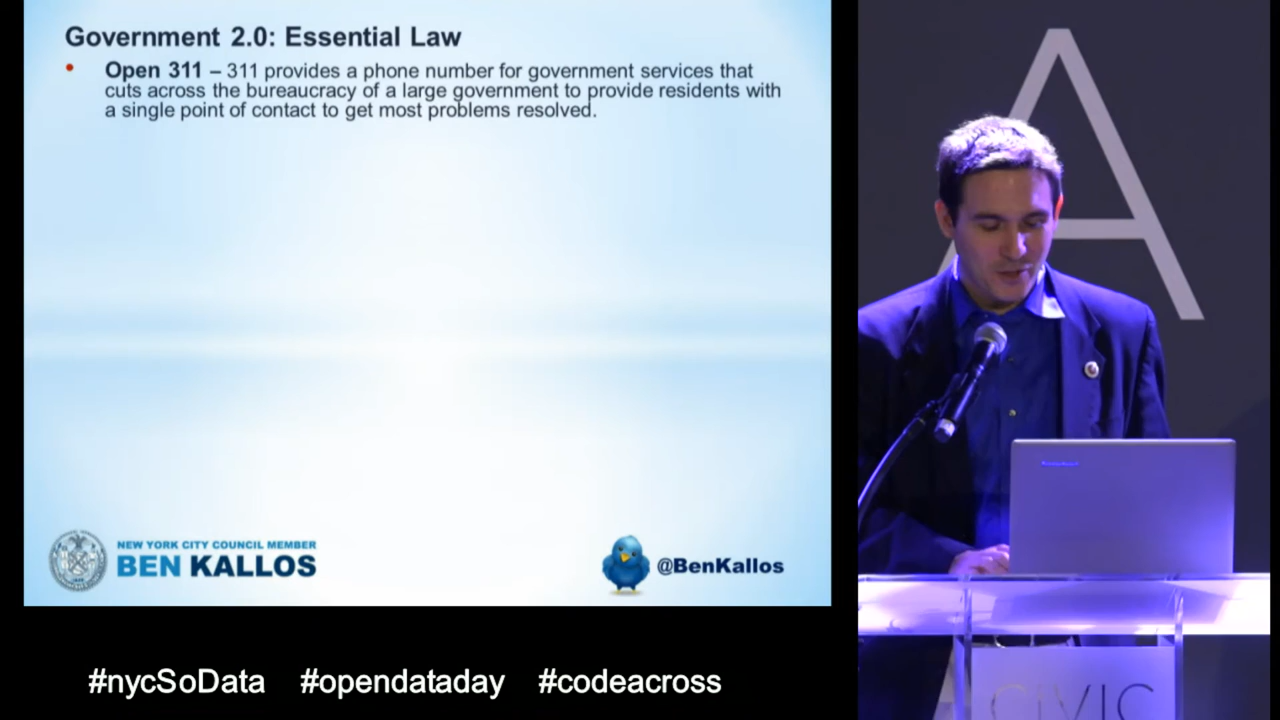 Government 2.0: Essential Law
• Open 311 – 311 provides a phone number for government services that
cuts across the bureaucracy of a large government to provide residents with
a single point of contact to get most problems resolved.
NEW YORK CITY COUNCIL MEMBER
BEN KALLOS
@BenKallos
#nycSoData #opendataday #codeacross
A
CIVIC